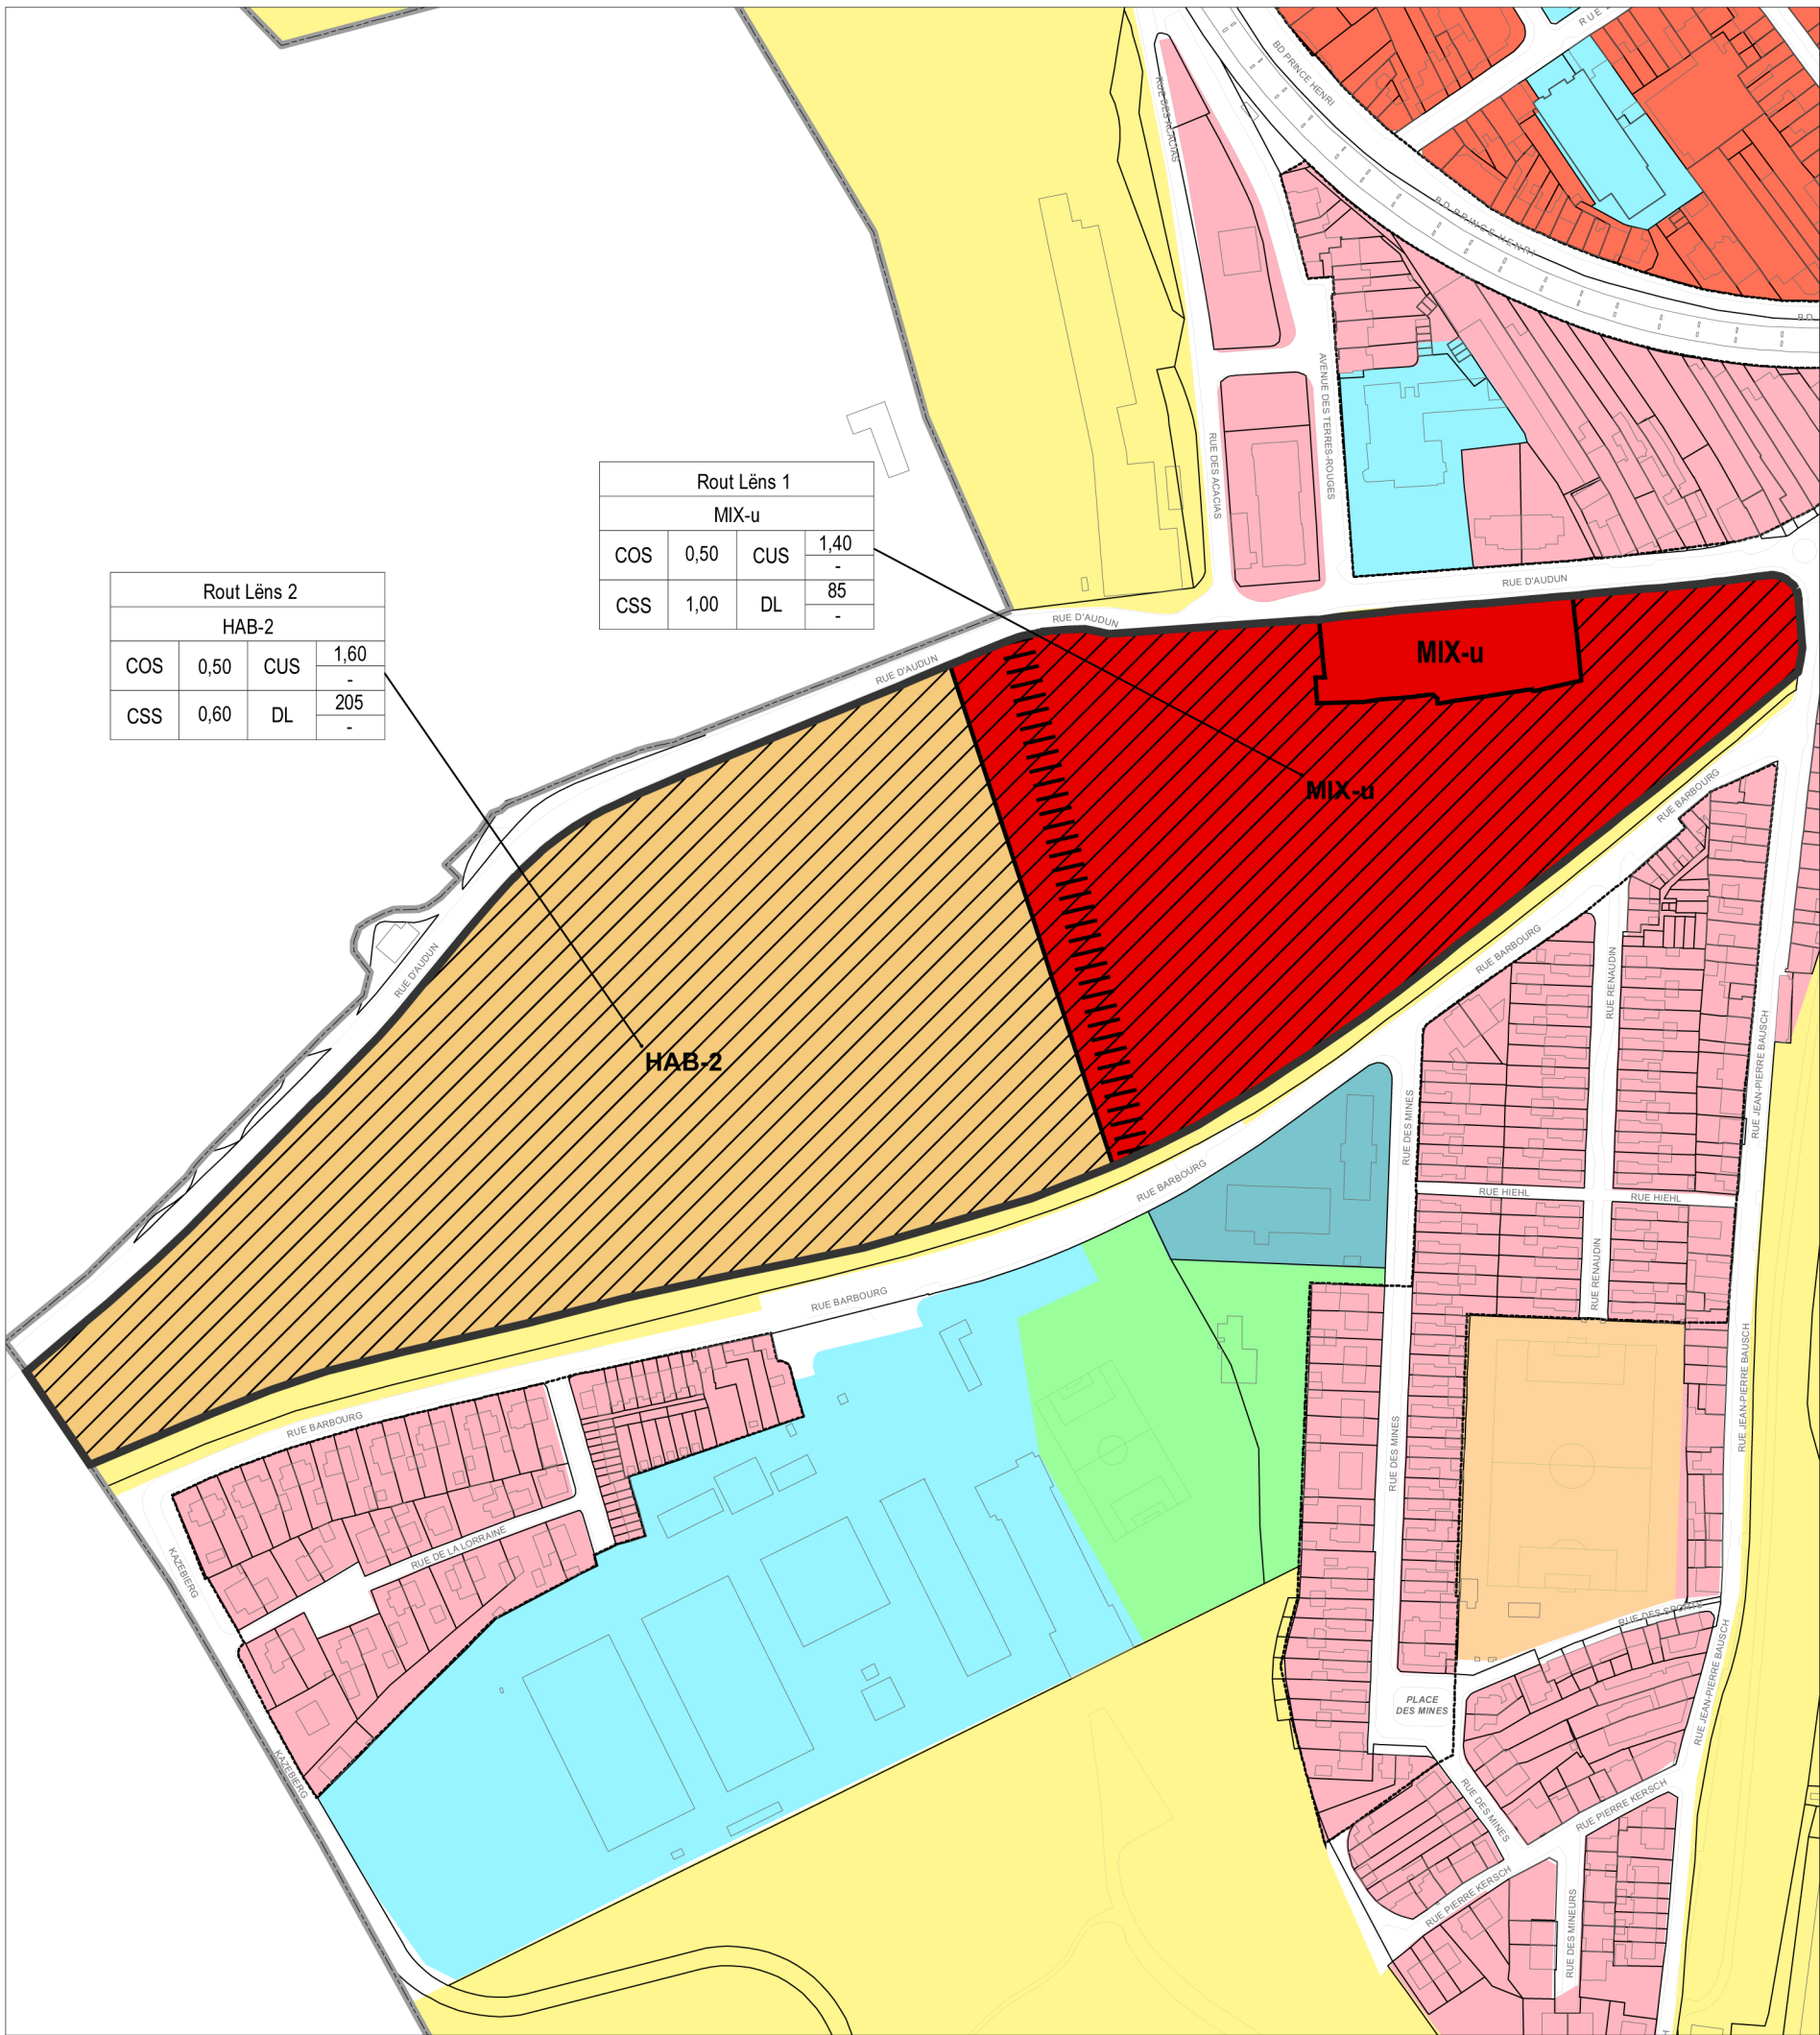 RUE
BD PRINCE HENRI
RUE DES ACACIAS
BD PRINCE HENRI
BD
AVENUE DES TERRES-ROUGES
RUE DES ACACIAS
Rout Lëns 1
MIX-u
COS 0,50 CUS 1,40
-
CSS 1,00 DL 85
-
Rout Lëns 2
HAB-2
COS 0,50 CUS 1,60
-
CSS 0,60 DL 205
-
RUE D'AUDUN
RUE D'AUDUN
RUE D'AUDUN
MIX-u
MIX-u
RUE BARBOURG
RUE BARBOURG
RUE D'AUDUN
RUE RENAUDIN
RUE JEAN-PIERRE BAUSCH
HAB-2
RUE DES MINES
RUE BARBOURG
RUE HIEHL
RUE HIEHL
RUE RENAUDIN
RUE BARBOURG
RUE JEAN-PIERRE BAUSCH
RUE BARBOURG
RUE DES MINES
RUE DE LA LORRAINE
KAZEBIERG
RUE DES SPORTS
RUE JEAN-PIERRE BAUSCH
PLACE
DES MINES
KAZEBIERG
RUE DES MINES
RUE PIERRE KERSCH
RUE PIERRE KERSCH
RUE DES MINEURS